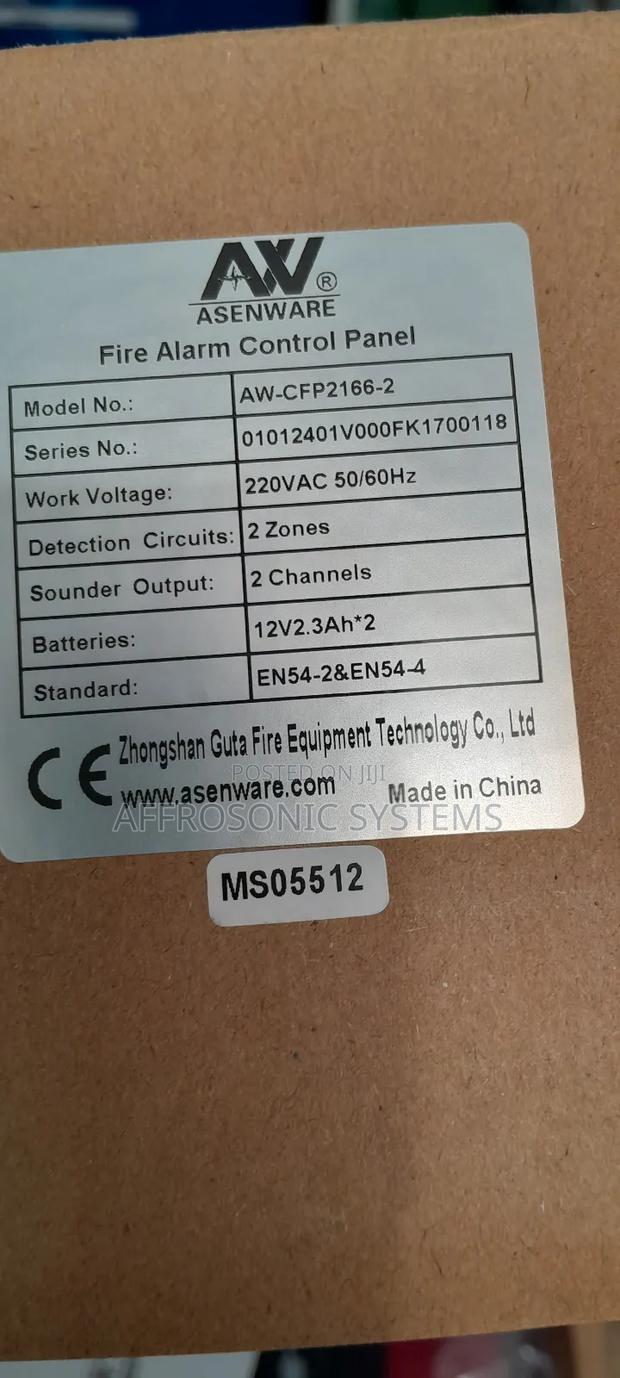 AW®
ASENWARE
Fire Alarm Control Panel
Model No.: AW-CFP2166-2
Series No.: 01012401V000FK1700118
Work Voltage: 220VAC 50/60Hz
Detection Circuits: 2 Zones
Sounder Output: 2 Channels
Batteries: 12V2.3Ah*2
Standard: EN54-2&EN54-4
CE Zhongshan Guta Fire Equipment Technology Co., Ltd
POSTED ON JIJI
www.asenware.com Made in China
AFFROSONIC SYSTEMS
MS05512